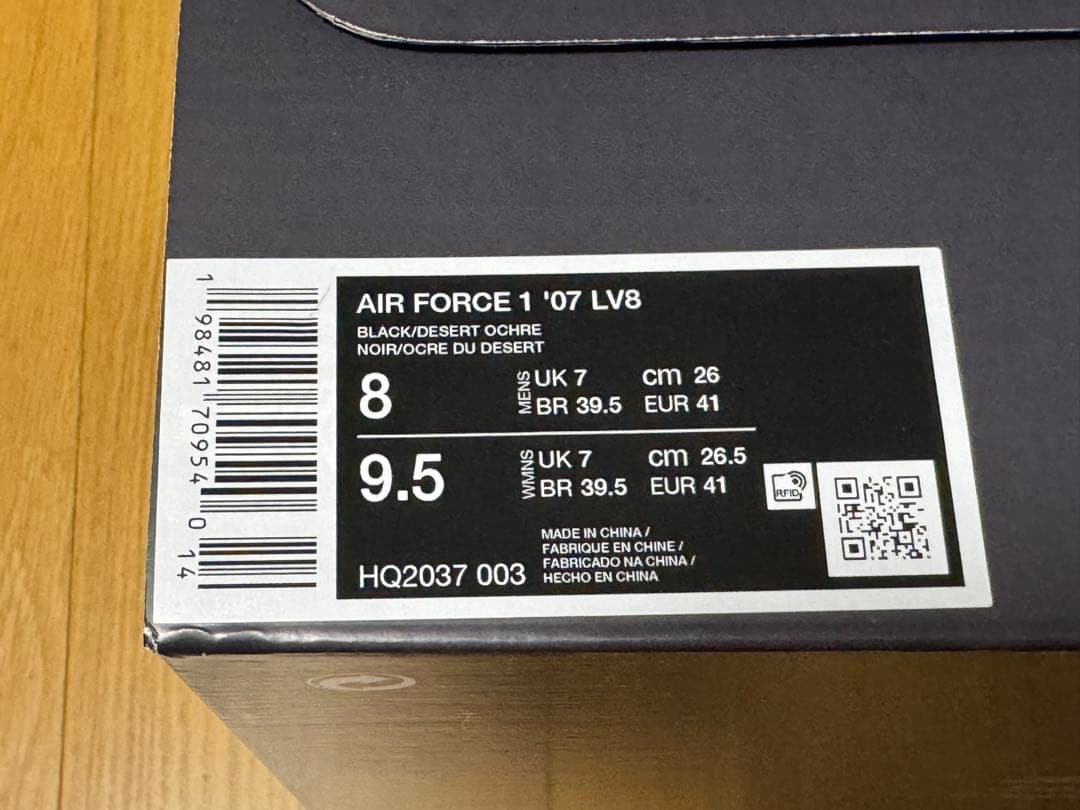 1 98481 70954 0 14
AIR FORCE 1 '07 LV8
BLACK/DESERT OCHRE
NOIR/OCRE DU DESERT
8 MENS UK 7 cm 26
BR 39.5 EUR 41
9.5 WMNS UK 7 cm 26.5
BR 39.5 EUR 41
RFID
MADE IN CHINA /
FABRIQUE EN CHINE /
FABRICADO NA CHINA /
HECHO EN CHINA
HQ2037 003